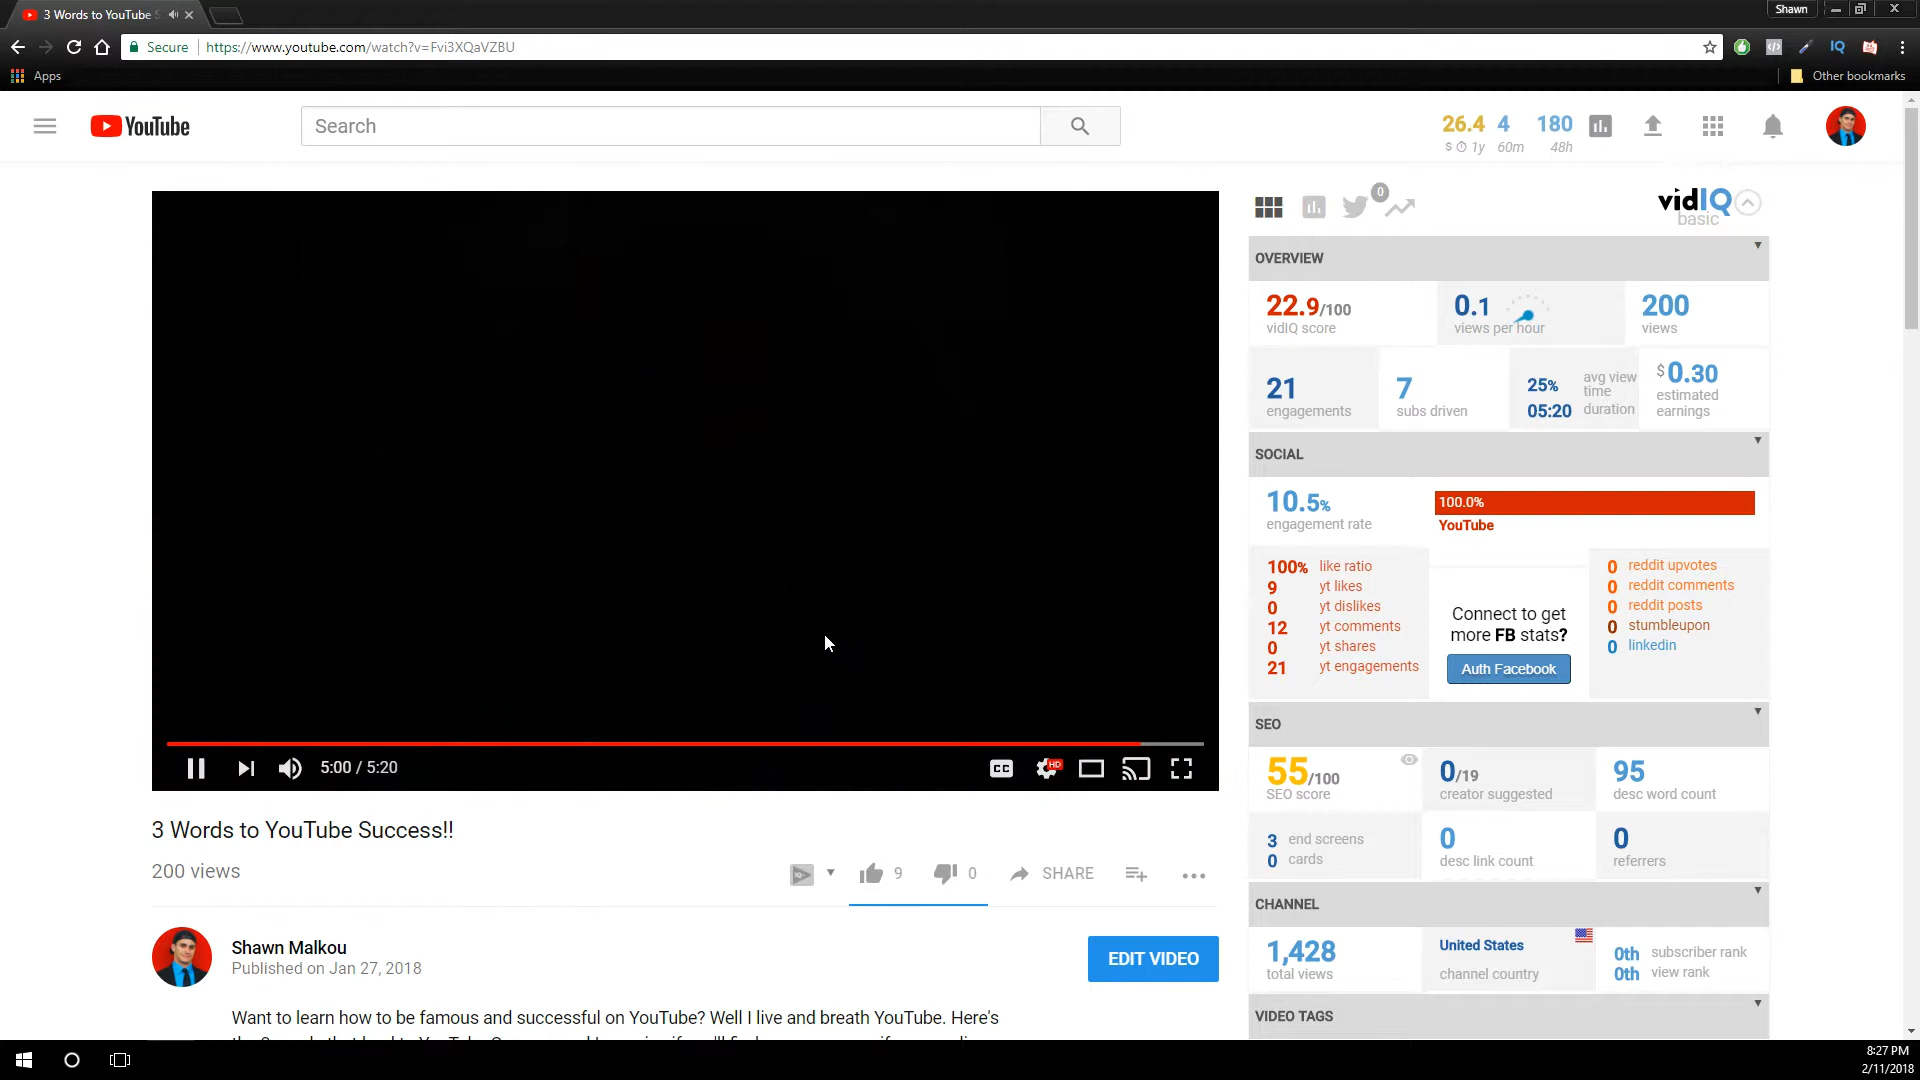 3 Words to YouTube S
Shawn
Secure
https://www.youtube.com/watch?v=Fvi3XQaVZBU
IQ
Apps
Other bookmarks
YouTube
Search
26.4 4 180
$ 1y 60m 48h
0
vidIQ
basic
OVERVIEW
22.9/100
vidIQ score
0.1
views per hour
200
views
21
engagements
7
subs driven
25% avg view time
05:20 duration
$0.30
estimated
earnings
SOCIAL
10.5%
engagement rate
100.0%
YouTube
100% like ratio
9 yt likes
0 yt dislikes
12 yt comments
0 yt shares
21 yt engagements
Connect to get
more FB stats?
Auth Facebook
0 reddit upvotes
0 reddit comments
0 reddit posts
0 stumbleupon
0 linkedin
SEO
55/100
SEO score
0/19
creator suggested
95
desc word count
3 end screens
0 cards
0
desc link count
0
referrers
CHANNEL
1,428
total views
United States
channel country
0th subscriber rank
0th view rank
VIDEO TAGS
5:00 / 5:20
CC
HD
3 Words to YouTube Success!!
200 views
9
0
SHARE
Shawn Malkou
Published on Jan 27, 2018
EDIT VIDEO
Want to learn how to be famous and successful on YouTube? Well I live and breath YouTube. Here's
8:27 PM
2/11/2018